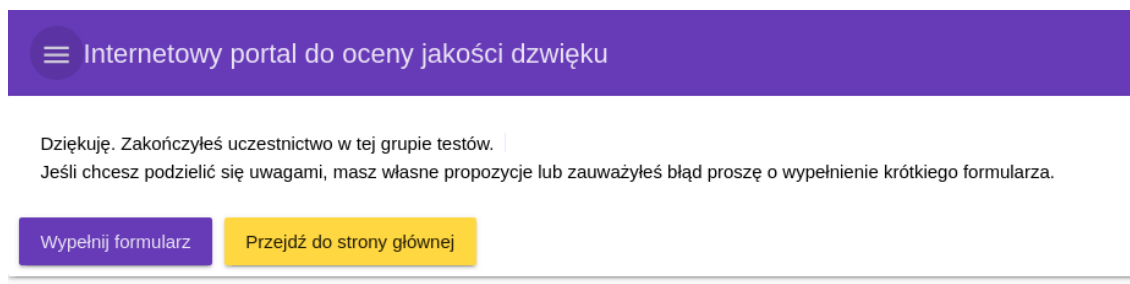 Internetowy portal do oceny jakości dzwięku
Dziękuję. Zakończyłeś uczestnictwo w tej grupie testów.
Jeśli chcesz podzielić się uwagami, masz własne propozycje lub zauważyłeś błąd proszę o wypełnienie krótkiego formularza.
Wypełnij formularz
Przejdź do strony głównej